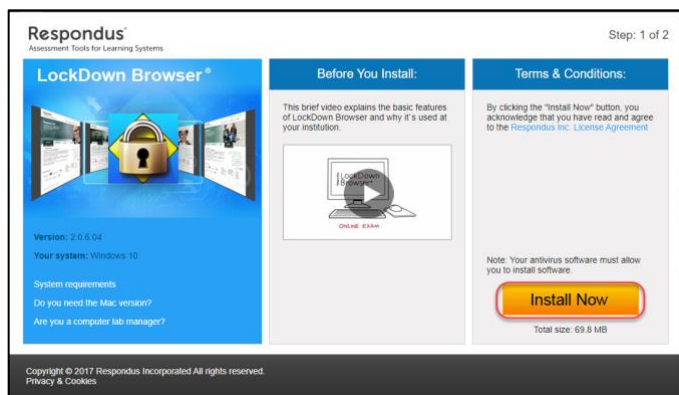 Respondus
Assessment Tools for Learning Systems
Step: 1 of 2
LockDown Browser®
Version: 2.0.6.04
Your system: Windows 10
System requirements
Do you need the Mac version?
Are you a computer lab manager?
Before You Install:
This brief video explains the basic features
of LockDown Browser and why it's used at
your institution.
LockDown
Browser
ONLINE EXAM
Terms & Conditions:
By clicking the "Install Now" button, you
acknowledge that you have read and agree
to the Respondus Inc. License Agreement
Note: Your antivirus software must allow
you to install software.
Install Now
Total size: 69.8 MB
Copyright © 2017 Respondus Incorporated All rights reserved.
Privacy & Cookies